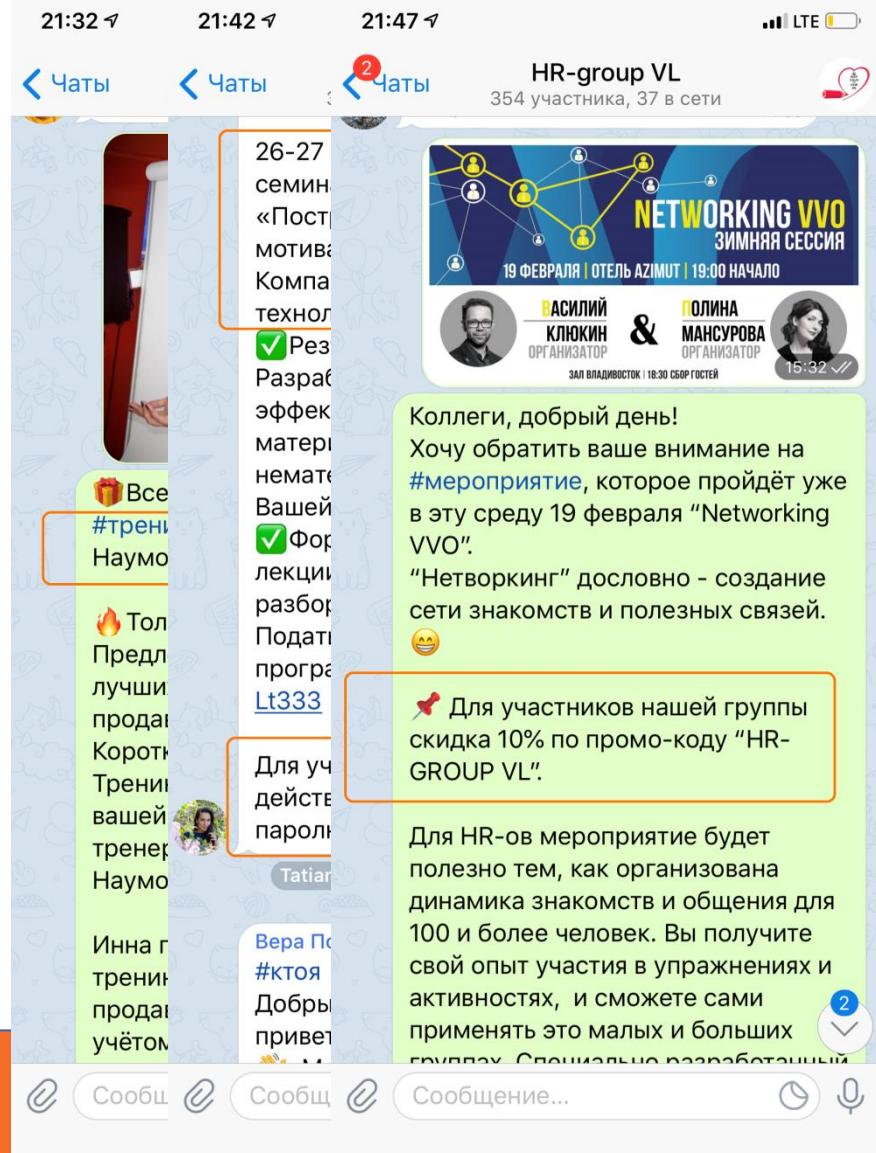 21:32
Чаты
Все
#трени
Наумо
Тол
Предл
лучши
прода
Коротк
Тренин
вашей
тренер
Наумо
Инна п
тренин
прода
учётом
Сообщ
21:42
Чаты
26-27
семин
«Постр
мотива
Компа
технол
Рез
Разраб
эффек
матери
немате
Вашей
Фор
лекции
разбор
Подать
програ
Lt333
Для уч
действ
пароль
Tatian
Вера По
#ктоя
Добры
привет
Сообщ
21:47
LTE
2
Чаты
HR-group VL
354 участника, 37 в сети
NETWORKING VVO
ЗИМНЯЯ СЕССИЯ
19 ФЕВРАЛЯ | ОТЕЛЬ AZIMUT | 19:00 НАЧАЛО
ВАСИЛИЙ
КЛЮКИН
ОРГАНИЗАТОР
&
ПОЛИНА
МАНСУРОВА
ОРГАНИЗАТОР
ЗАЛ ВЛАДИВОСТОК | 18:30 СБОР ГОСТЕЙ
15:32
Коллеги, добрый день!
Хочу обратить ваше внимание на
#мероприятие, которое пройдёт уже
в эту среду 19 февраля “Networking
VVO”.
“Нетворкинг” дословно - создание
сети знакомств и полезных связей.
Для участников нашей группы
скидка 10% по промо-коду “HR-
GROUP VL”.
Для HR-ов мероприятие будет
полезно тем, как организована
динамика знакомств и общения для
100 и более человек. Вы получите
свой опыт участия в упражнениях и
активностях, и сможете сами
применять это малых и больших
группах. Специально разработанный
2
Сообщение...